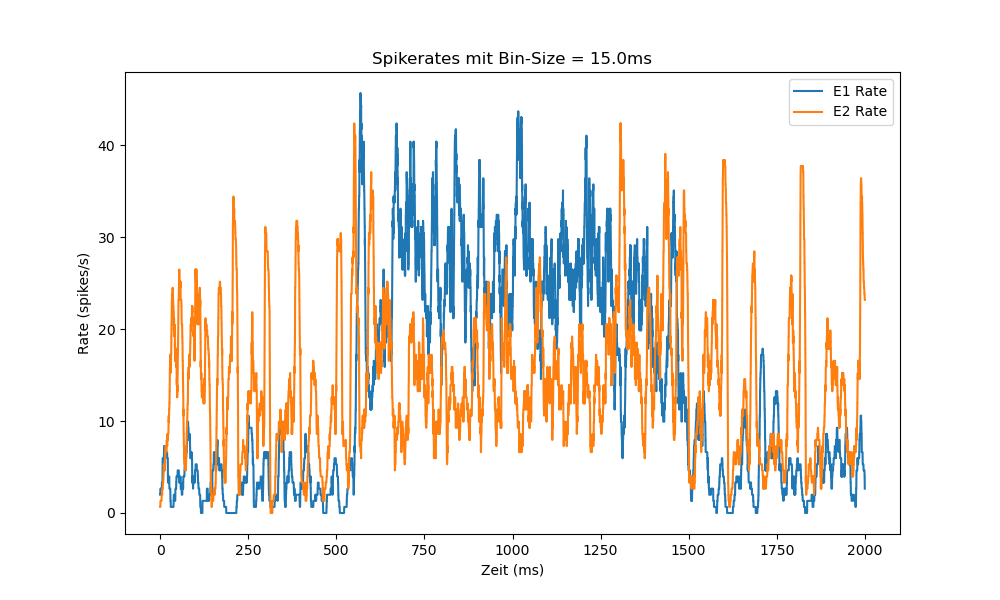 Spikerates mit Bin-Size = 15.0ms
E1 Rate
E2 Rate
Rate (spikes/s)
40
30
20
10
0
0 250 500 750 1000 1250 1500 1750 2000
Zeit (ms)